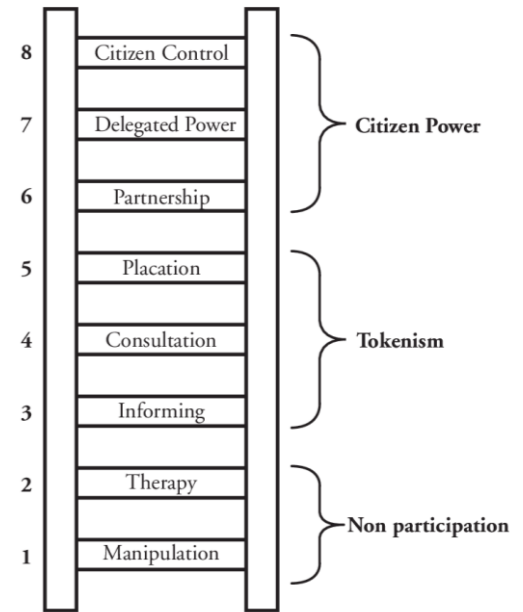 8 Citizen Control
7 Delegated Power
Citizen Power
6 Partnership
5 Placation
4 Consultation
Tokenism
3 Informing
2 Therapy
Non participation
1 Manipulation